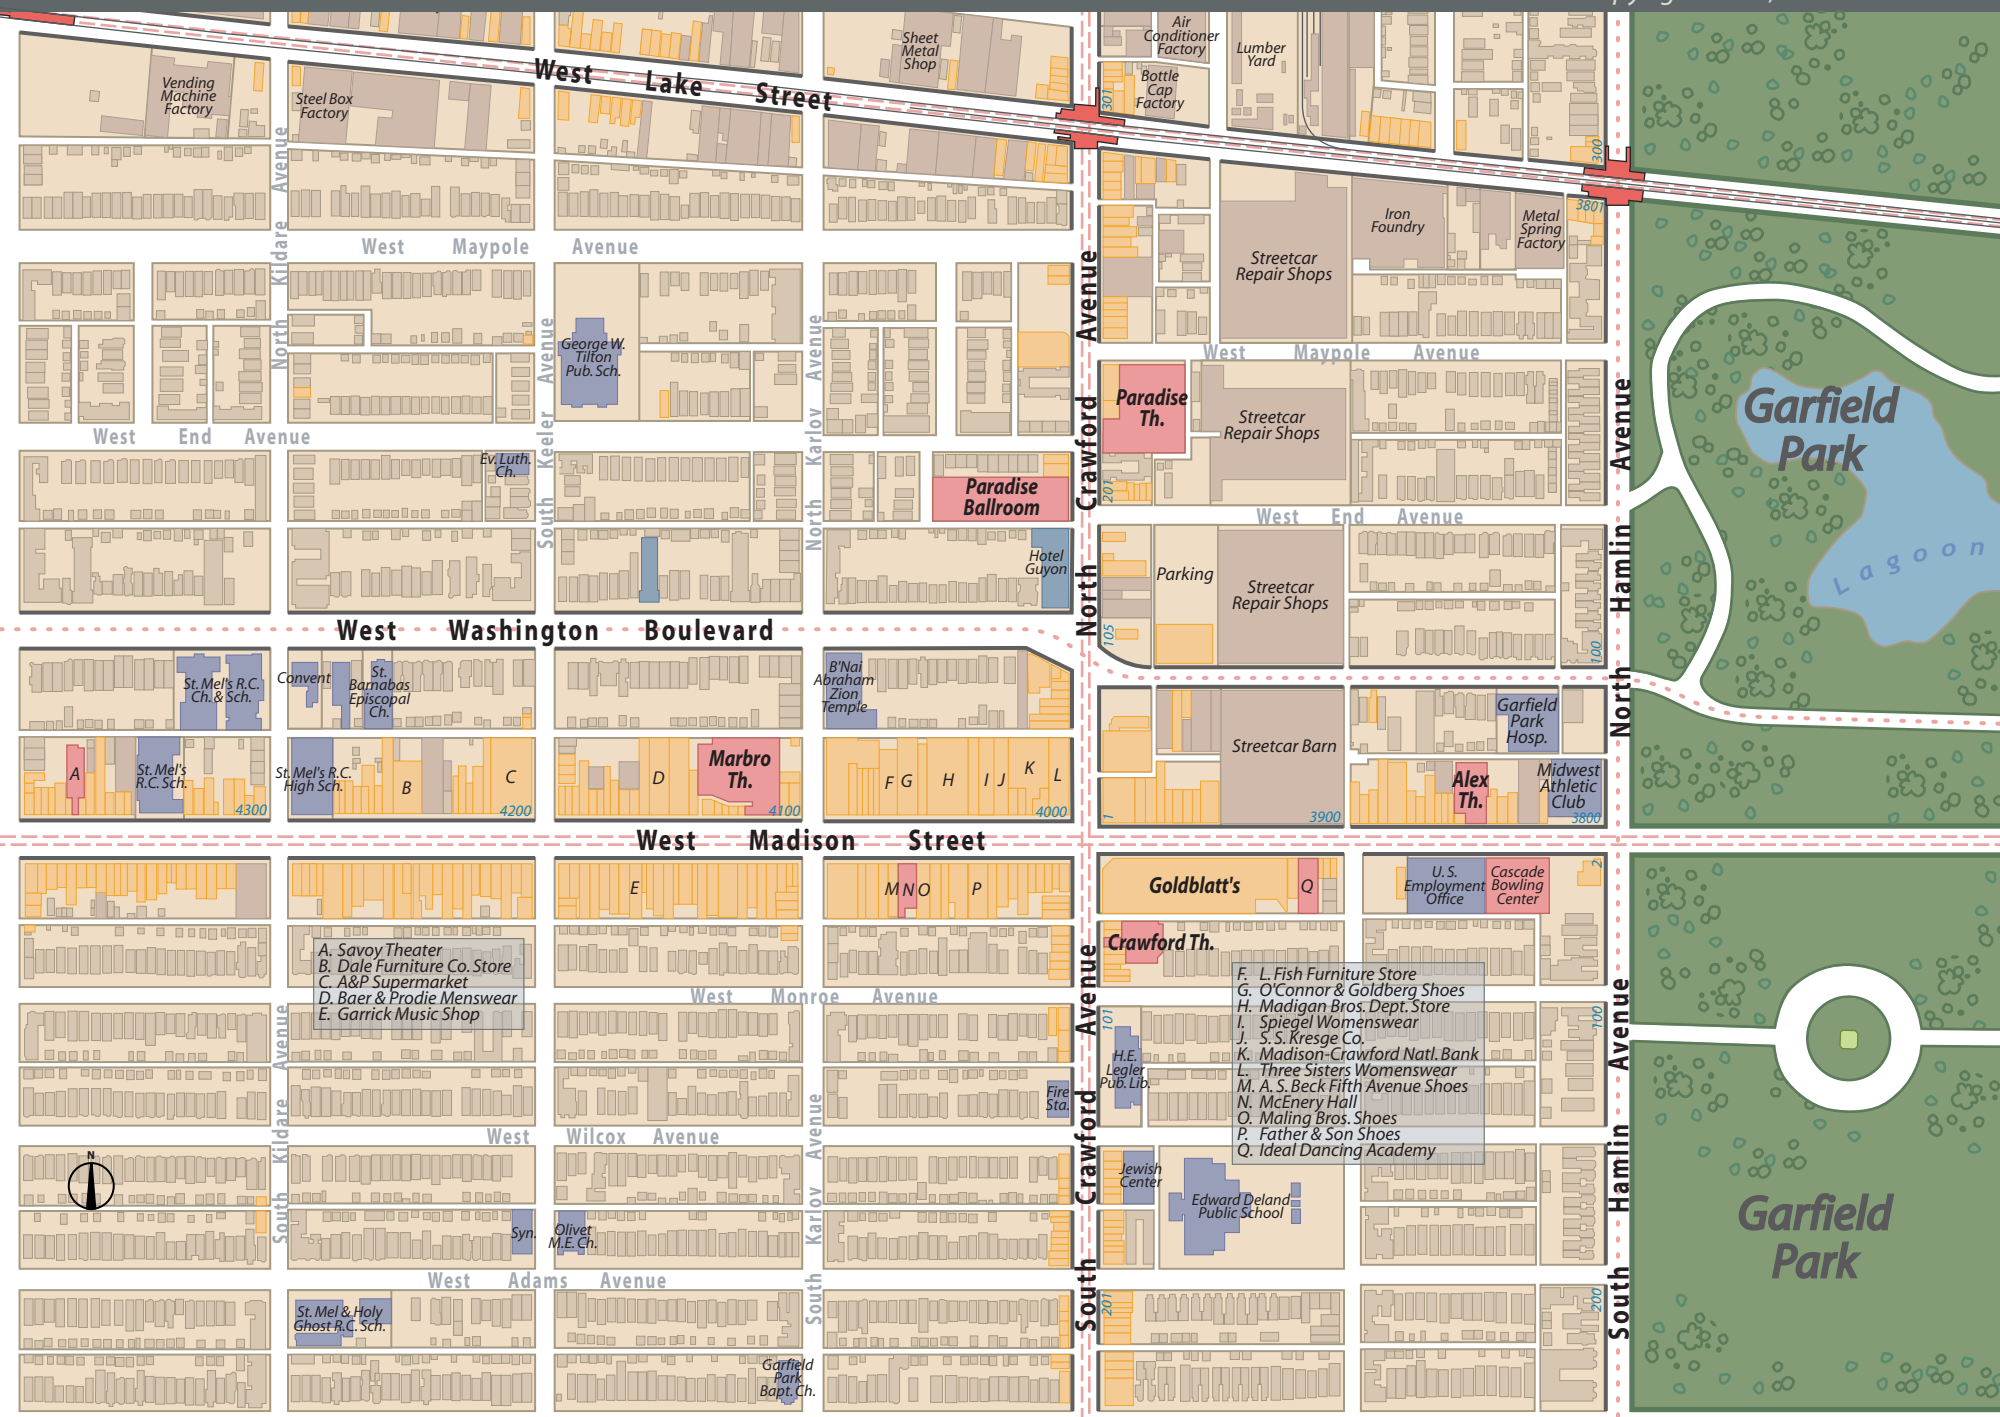 Vending
Machine
Factory
Steel Box
Factory
West Lake Street
Sheet
Metal
Shop
Air
Conditioner
Factory
Bottle
Cap
Factory
Lumber
Yard
301
300
3801
Iron
Foundry
Metal
Spring
Factory
Streetcar
Repair Shops
North Kildare Avenue
West Maypole Avenue
George W.
Tilton
Pub. Sch.
South Keeler Avenue
North Karlov Avenue
North Crawford Avenue
West Maypole Avenue
Paradise
Th.
Streetcar
Repair Shops
North Hamlin Avenue
Garfield
Park
Lagoon
West End Avenue
Ev. Luth.
Ch.
Paradise
Ballroom
201
West End Avenue
Hotel
Guyon
Parking
Streetcar
Repair Shops
105
100
West Washington Boulevard
St. Mel's R.C.
Ch. & Sch.
Convent
St.
Barnabas
Episcopal
Ch.
B'Nai
Abraham
Zion
Temple
Garfield
Park
Hosp.
Streetcar Barn
A
St. Mel's
R.C. Sch.
4300
St. Mel's R.C.
High Sch.
B
C
4200
D
Marbro
Th.
4100
F G H I J K L
4000
1
3900
Alex
Th.
Midwest
Athletic
Club
3800
West Madison Street
E
M N O P
Goldblatt's
Q
U.S.
Employment
Office
Cascade
Bowling
Center
2
Crawford Th.
A. Savoy Theater
B. Dale Furniture Co. Store
C. A&P Supermarket
D. Baer & Prodie Menswear
E. Garrick Music Shop
F. L. Fish Furniture Store
G. O'Connor & Goldberg Shoes
H. Madigan Bros. Dept. Store
I. Spiegel Womenswear
J. S. S. Kresge Co.
K. Madison-Crawford Natl. Bank
L. Three Sisters Womenswear
M. A. S. Beck Fifth Avenue Shoes
N. McEnery Hall
O. Maling Bros. Shoes
P. Father & Son Shoes
Q. Ideal Dancing Academy
West Monroe Avenue
South Kildare Avenue
South Karlov Avenue
South Crawford Avenue
South Hamlin Avenue
101
100
H.E.
Legler
Pub. Lib.
Fire
Sta.
West Wilcox Avenue
N
Jewish
Center
Edward Deland
Public School
Syn.
Olivet
M.E. Ch.
Garfield
Park
West Adams Avenue
St. Mel & Holy
Ghost R.C. Sch.
201
200
Garfield
Park
Bapt. Ch.